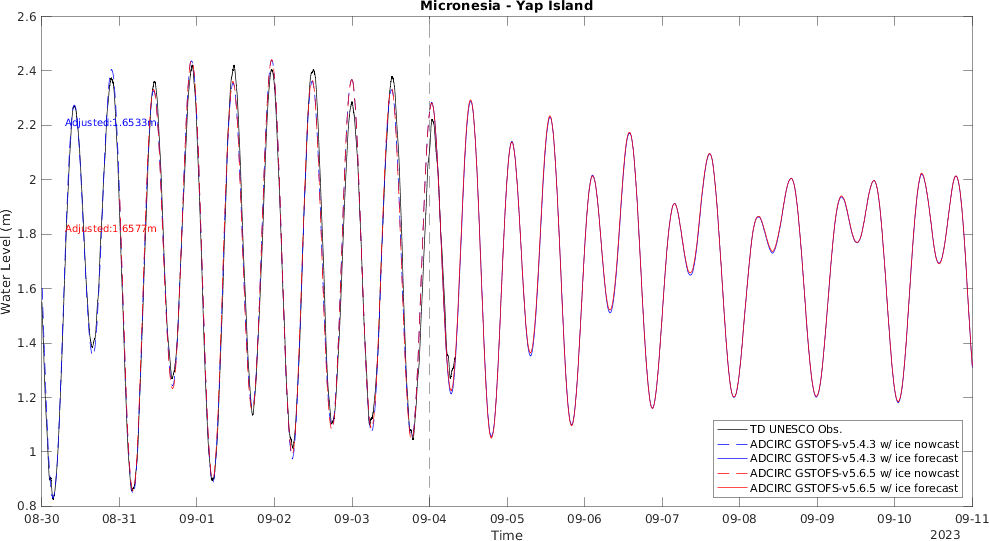 Micronesia - Yap Island
2.6
2.4
2.2
2
1.8
1.6
1.4
1.2
1
0.8
Water Level (m)
Adjusted:1.6533m
Adjusted:1.6577m
TD UNESCO Obs.
ADCIRC GSTOFS-v5.4.3 w/ ice nowcast
ADCIRC GSTOFS-v5.4.3 w/ ice forecast
ADCIRC GSTOFS-v5.6.5 w/ ice nowcast
ADCIRC GSTOFS-v5.6.5 w/ ice forecast
08-30 08-31 09-01 09-02 09-03 09-04 09-05 09-06 09-07 09-08 09-09 09-10 09-11
Time
2023